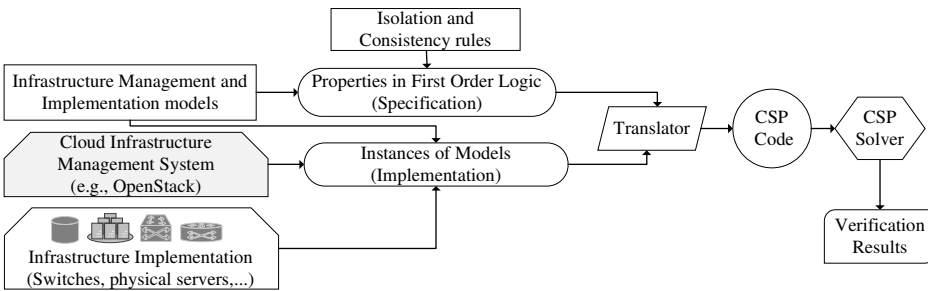 Isolation and
Consistency rules
Infrastructure Management and
Implementation models
Properties in First Order Logic
(Specification)
Translator
CSP
Code
CSP
Solver
Cloud Infrastructure
Management System
(e.g., OpenStack)
Instances of Models
(Implementation)
Infrastructure Implementation
(Switches, physical servers,...)
Verification
Results